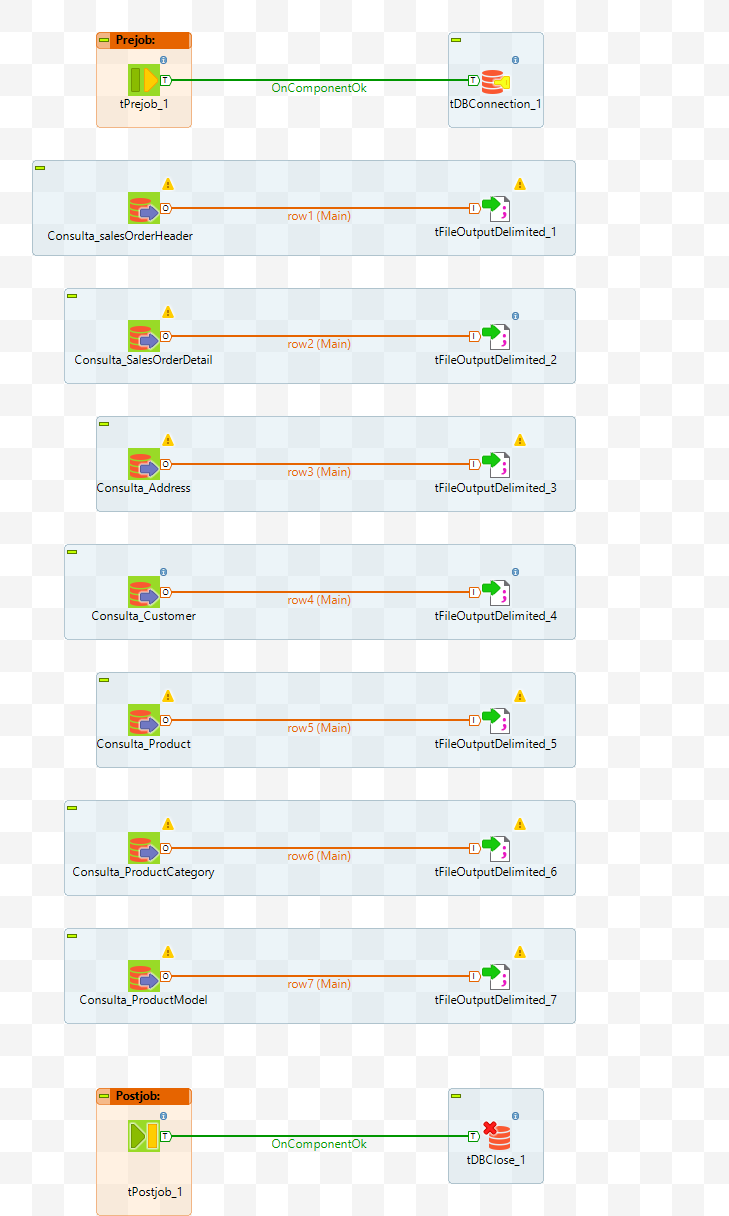 Prejob:
T OnComponentOk T
tPrejob_1 tDBConnection_1
O row1 (Main) I
Consulta_salesOrderHeader tFileOutputDelimited_1
O row2 (Main) I
Consulta_SalesOrderDetail tFileOutputDelimited_2
O row3 (Main) I
Consulta_Address tFileOutputDelimited_3
O row4 (Main) I
Consulta_Customer tFileOutputDelimited_4
O row5 (Main) I
Consulta_Product tFileOutputDelimited_5
O row6 (Main) I
Consulta_ProductCategory tFileOutputDelimited_6
O row7 (Main) I
Consulta_ProductModel tFileOutputDelimited_7
Postjob:
T OnComponentOk T
tDBClose_1
tPostjob_1